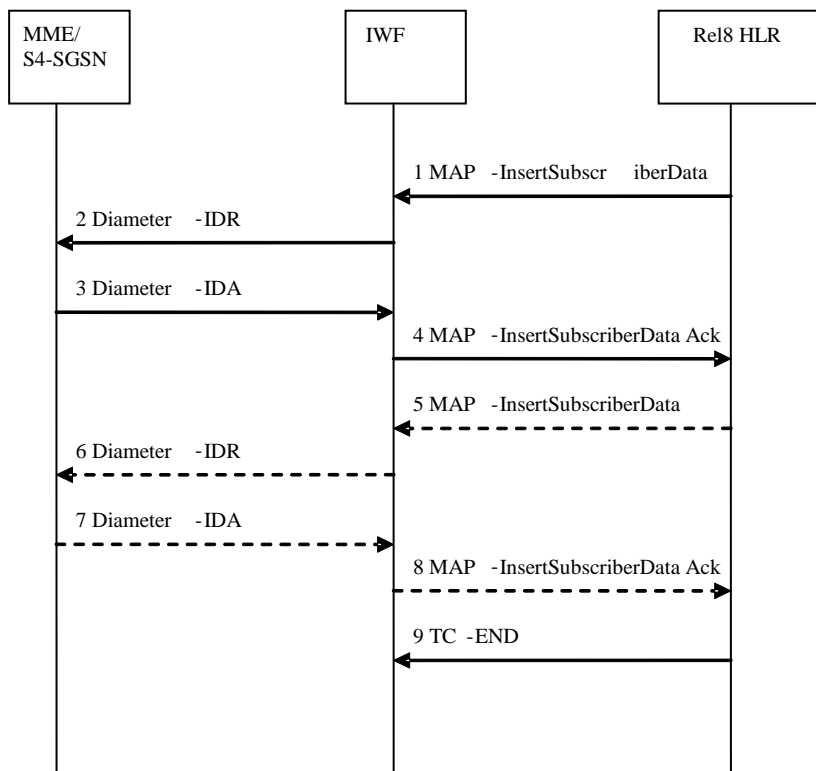 MME/
S4-SGSN
IWF
Rel8 HLR
1 MAP -InsertSubscr iberData
2 Diameter -IDR
3 Diameter -IDA
4 MAP -InsertSubscriberData Ack
5 MAP -InsertSubscriberData
6 Diameter -IDR
7 Diameter -IDA
8 MAP -InsertSubscriberData Ack
9 TC -END